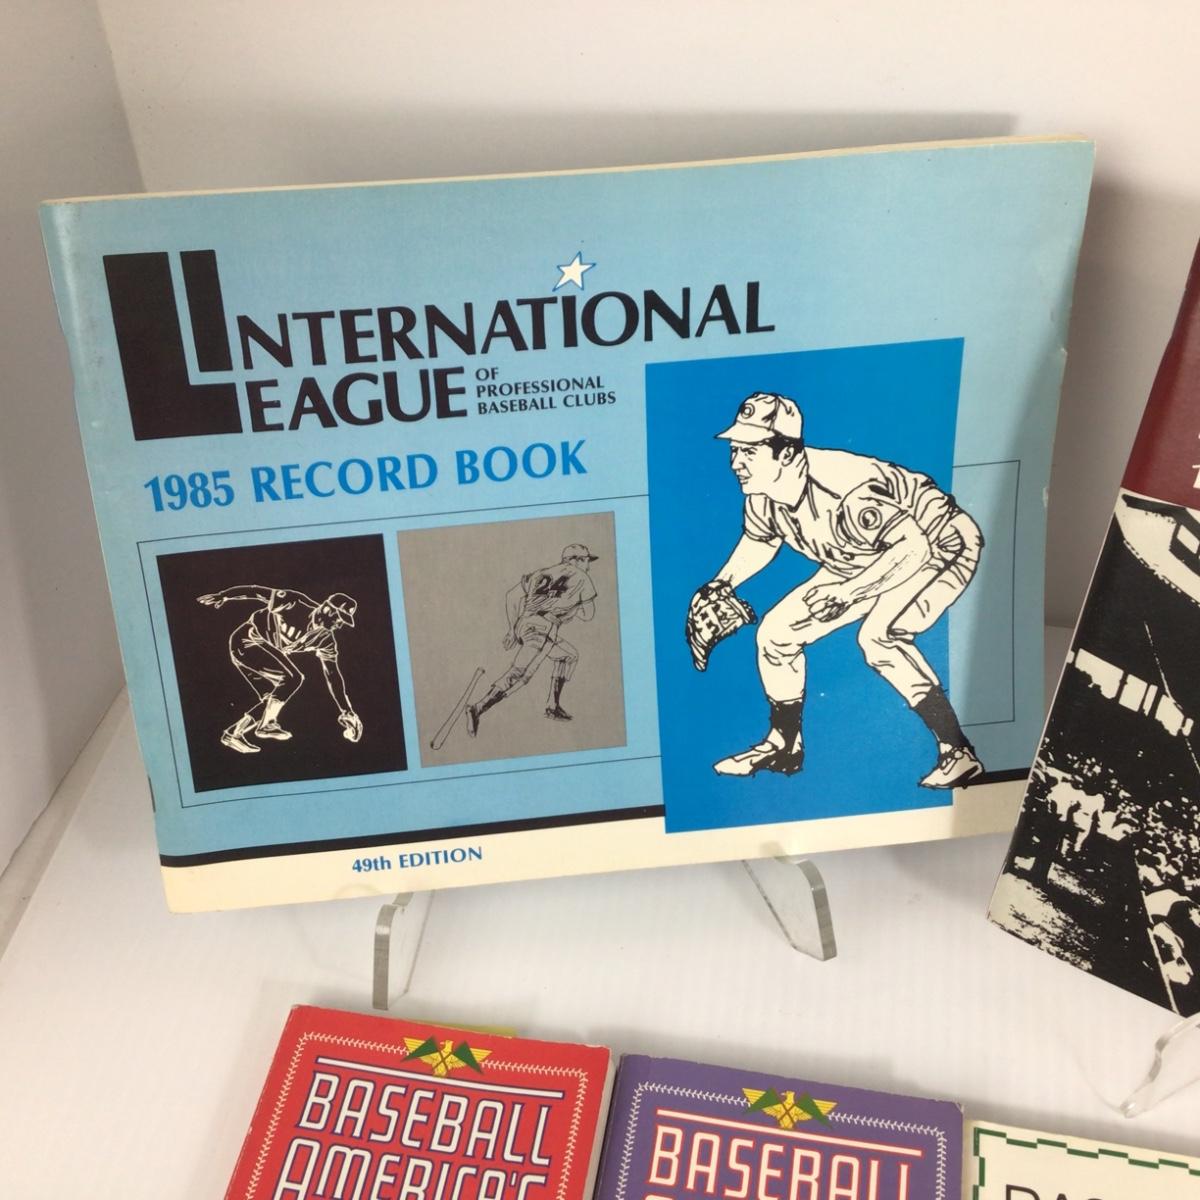 INTERNATIONAL
LEAGUE
OF
PROFESSIONAL
BASEBALL CLUBS
1985 RECORD BOOK
24
49th EDITION
BASEBALL
AMERICA'S
BASEBALL